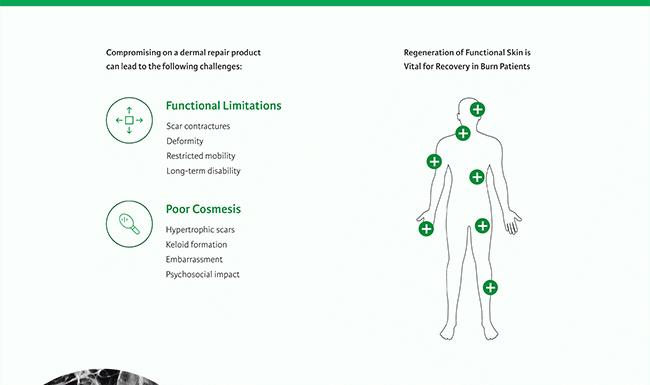 Compromising on a dermal repair product
can lead to the following challenges:
Functional Limitations
Scar contractures
Deformity
Restricted mobility
Long-term disability
Poor Cosmesis
Hypertrophic scars
Keloid formation
Embarrassment
Psychosocial impact
Regeneration of Functional Skin is
Vital for Recovery in Burn Patients